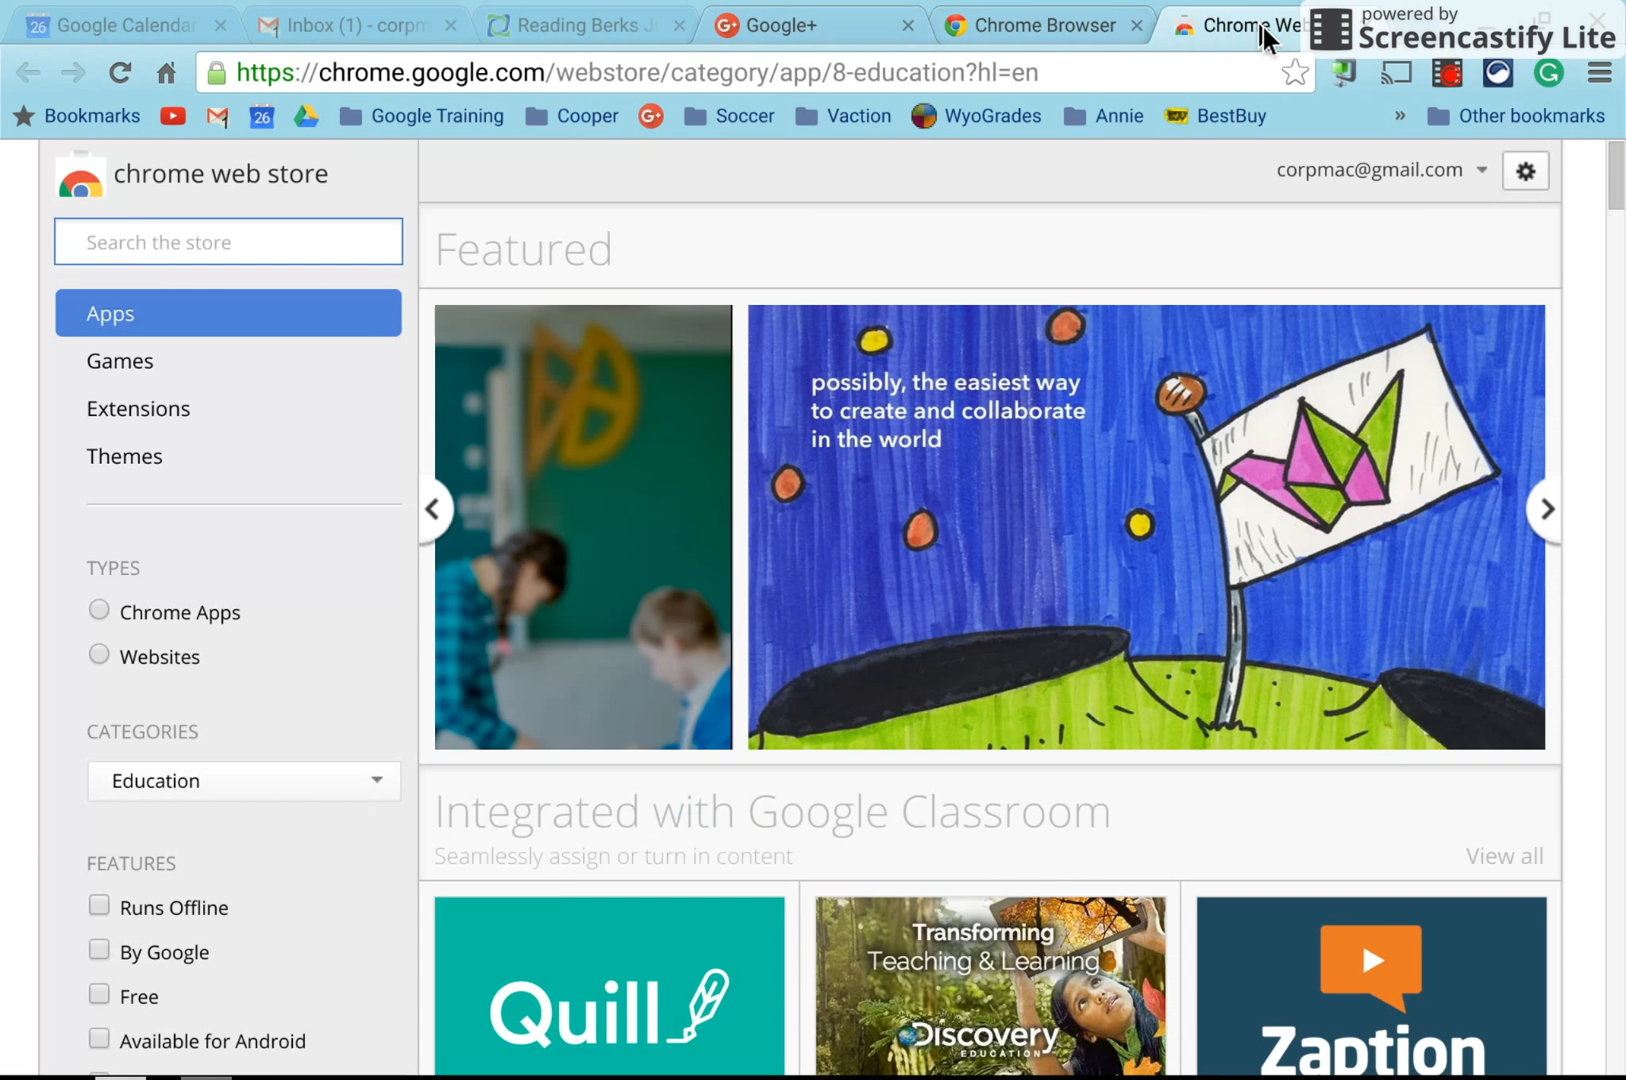 26 Google Calendar
Inbox (1) - corpm
Reading Berks J
Google+
Chrome Browser
Chrome We
powered by
Screencastify Lite
https://chrome.google.com/webstore/category/app/8-education?hl=en
Bookmarks
26
Google Training
Cooper
Soccer
Vaction
WyoGrades
Annie
BestBuy
»
Other bookmarks
chrome web store
corpmac@gmail.com
Search the store
Featured
Apps
Games
Extensions
Themes
possibly, the easiest way
to create and collaborate
in the world
TYPES
Chrome Apps
Websites
CATEGORIES
Education
Integrated with Google Classroom
Seamlessly assign or turn in content
View all
FEATURES
Runs Offline
By Google
Free
Available for Android
Quill
Transforming
Teaching & Learning
Discovery
EDUCATION
Zaption